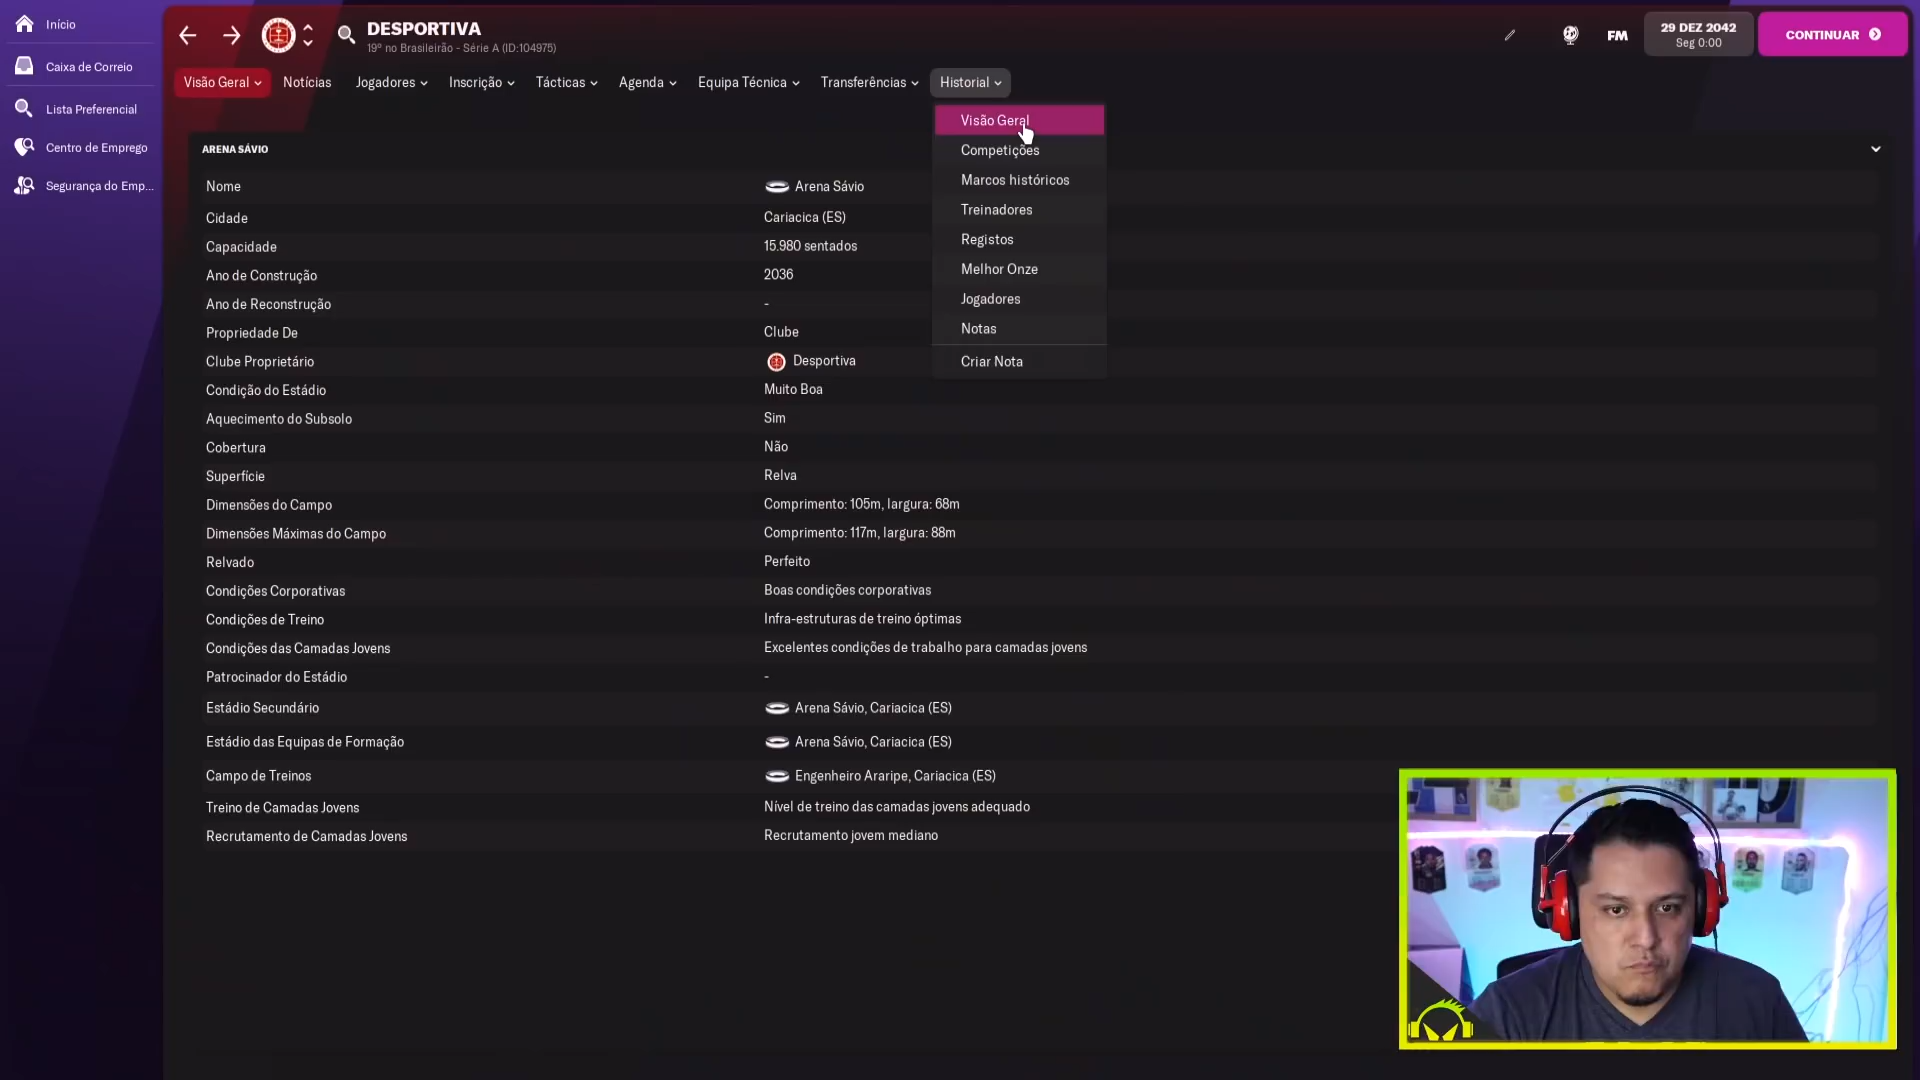 Início
Caixa de Correio
Lista Preferencial
Centro de Emprego
Segurança do Emp...
DESPORTIVA
19º no Brasileirão - Série A (ID:104975)
FM
29 DEZ 2042
Seg 0:00
CONTINUAR
Visão Geral
Notícias
Jogadores
Inscrição
Tácticas
Agenda
Equipa Técnica
Transferências
Historial
Visão Geral
Competições
Marcos históricos
Treinadores
Registos
Melhor Onze
Jogadores
Notas
Criar Nota
ARENA SÁVIO
Nome Arena Sávio
Cidade Cariacica (ES)
Capacidade 15.980 sentados
Ano de Construção 2036
Ano de Reconstrução -
Propriedade De Clube
Clube Proprietário Desportiva
Condição do Estádio Muito Boa
Aquecimento do Subsolo Sim
Cobertura Não
Superfície Relva
Dimensões do Campo Comprimento: 105m, largura: 68m
Dimensões Máximas do Campo Comprimento: 117m, largura: 88m
Relvado Perfeito
Condições Corporativas Boas condições corporativas
Condições de Treino Infra-estruturas de treino óptimas
Condições das Camadas Jovens Excelentes condições de trabalho para camadas jovens
Patrocinador do Estádio -
Estádio Secundário Arena Sávio, Cariacica (ES)
Estádio das Equipas de Formação Arena Sávio, Cariacica (ES)
Campo de Treinos Engenheiro Araripe, Cariacica (ES)
Treino de Camadas Jovens Nível de treino das camadas jovens adequado
Recrutamento de Camadas Jovens Recrutamento jovem mediano